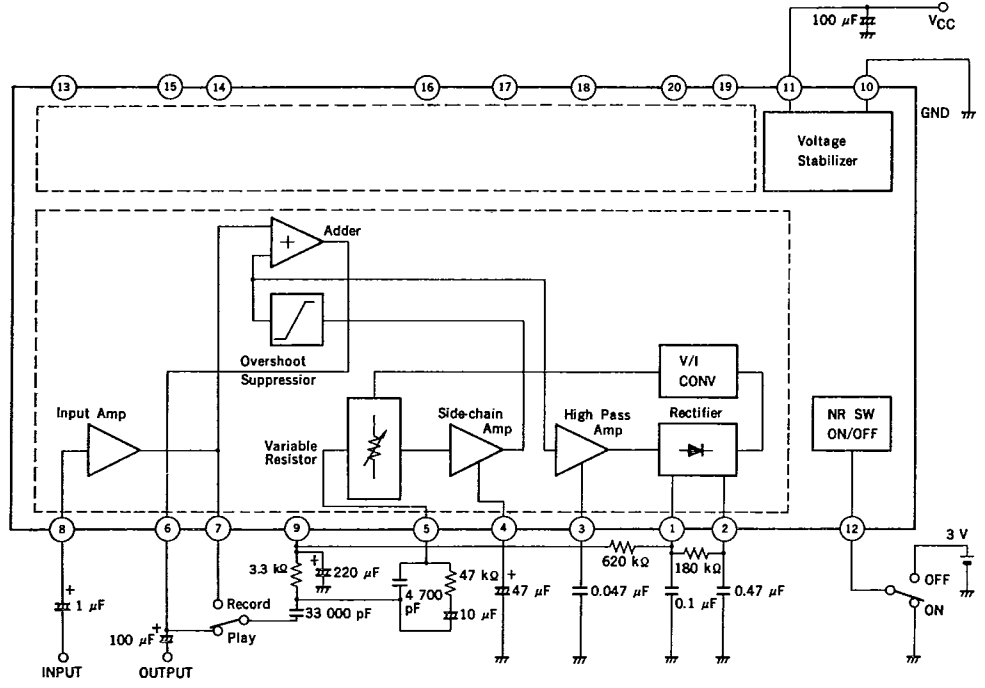 100 µF
VCC
13
15
14
16
17
18
20
19
11
10
GND
Voltage
Stabilizer
+
Adder
Overshoot
Suppressior
V/I
CONV
Input Amp
Variable
Resistor
Side-chain
Amp
High Pass
Amp
Rectifier
NR SW
ON/OFF
8
6
7
9
5
4
3
1
2
12
3.3 kΩ
+
220 µF
620 kΩ
180 kΩ
3 V
+
1 µF
Record
33 000 pF
4 700
pF
47 kΩ
10 µF
+
47 µF
0.047 µF
0.1 µF
0.47 µF
OFF
ON
100 µF
+
Play
INPUT
OUTPUT